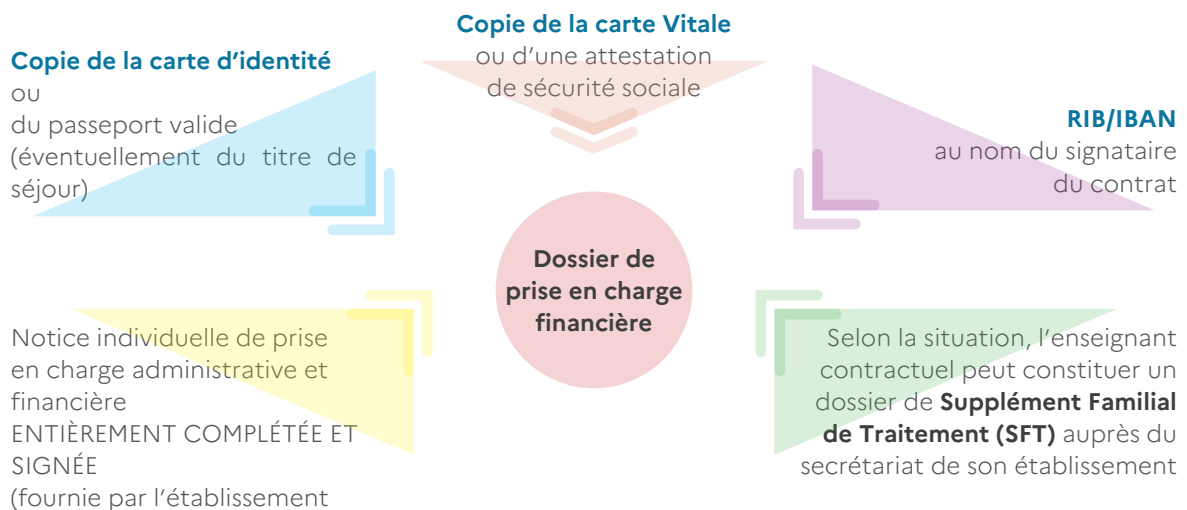 Copie de la carte Vitale
ou d’une attestation
de sécurité sociale
Copie de la carte d’identité
ou
du passeport valide
(éventuellement du titre de
séjour)
RIB/IBAN
au nom du signataire
du contrat
Dossier de
prise en charge
financière
Notice individuelle de prise
en charge administrative et
financière
ENTIÈREMENT COMPLÉTÉE ET
SIGNÉE
(fournie par l’établissement
Selon la situation, l’enseignant
contractuel peut constituer un
dossier de Supplément Familial
de Traitement (SFT) auprès du
secrétariat de son établissement